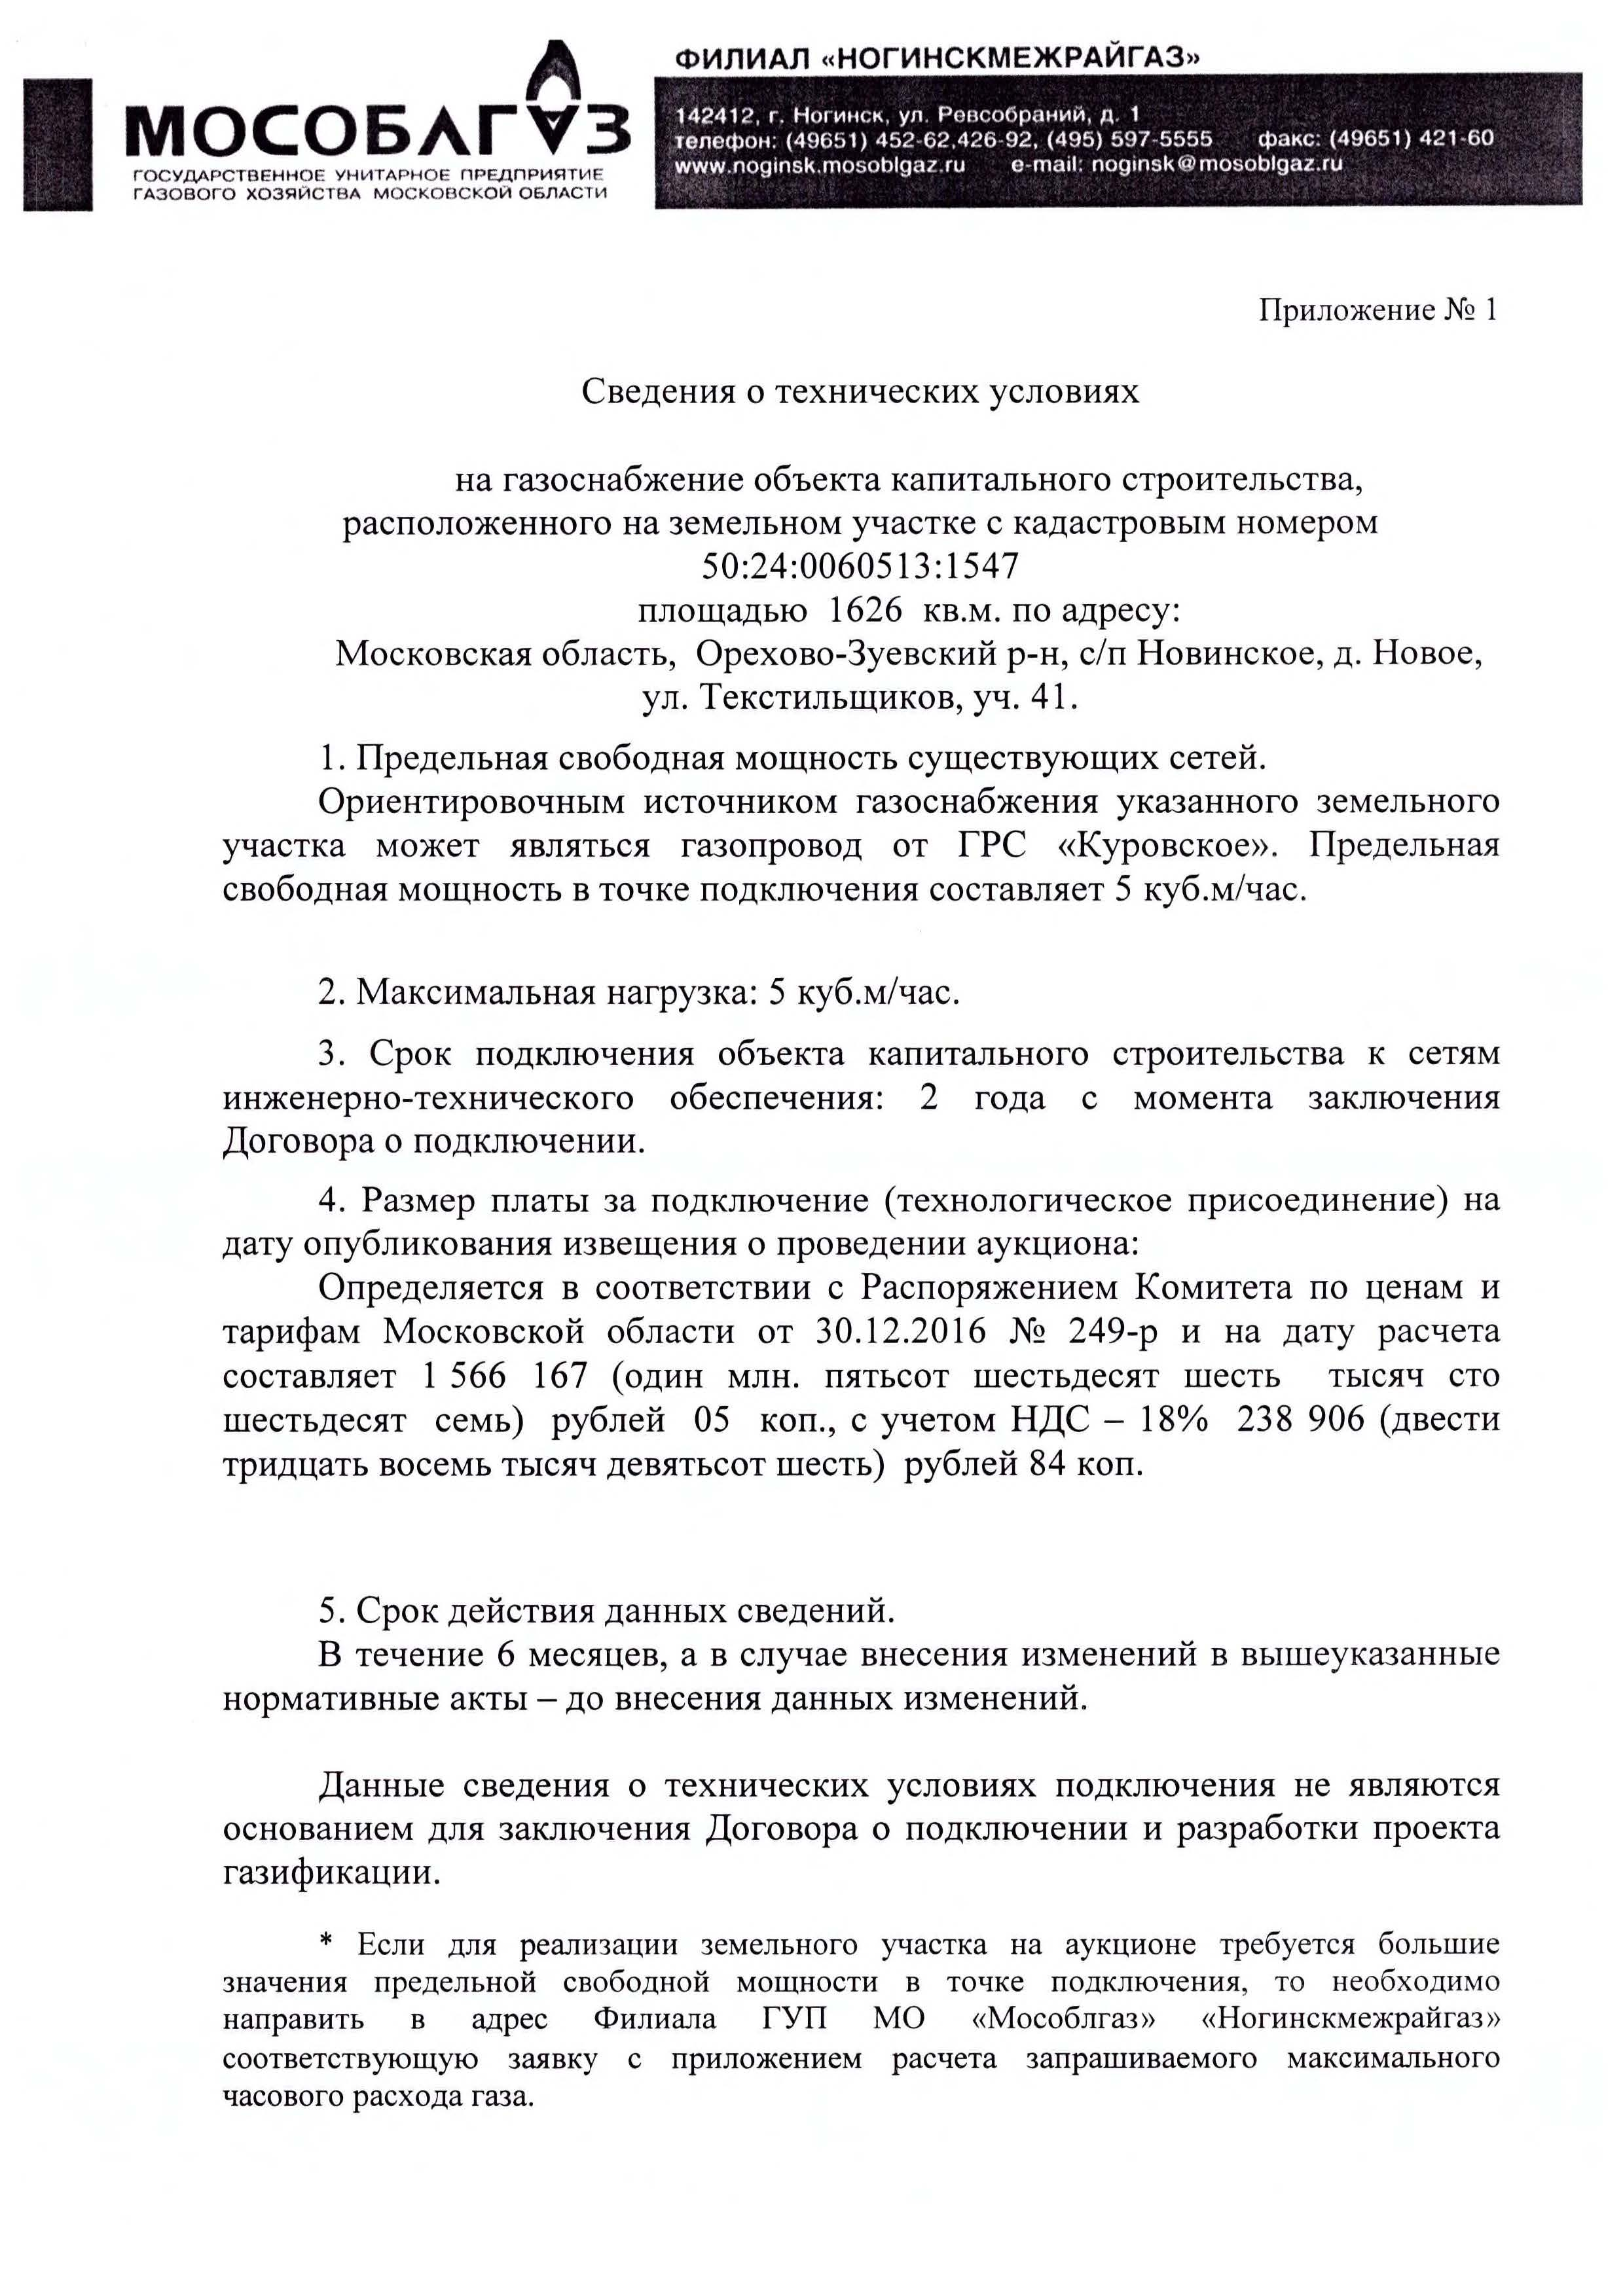 МОСОБЛГАЗ
ГОСУДАРСТВЕННОЕ УНИТАРНОЕ ПРЕДПРИЯТИЕ
ГАЗОВОГО ХОЗЯЙСТВА МОСКОВСКОЙ ОБЛАСТИ
ФИЛИАЛ «НОГИНСКМЕЖРАЙГАЗ»
142412, г. Ногинск, ул. Ревсобраний, д. 1
телефон: (49651) 452-62,426-92, (495) 597-5555 факс: (49651) 421-60
www.noginsk.mosoblgaz.ru e-mail: noginsk@mosoblgaz.ru
Приложение № 1
Сведения о технических условиях
на газоснабжение объекта капитального строительства,
расположенного на земельном участке с кадастровым номером
50:24:0060513:1547
площадью 1626 кв.м. по адресу:
Московская область, Орехово-Зуевский р-н, с/п Новинское, д. Новое,
ул. Текстильщиков, уч. 41.
1. Предельная свободная мощность существующих сетей.
Ориентировочным источником газоснабжения указанного земельного
участка может являться газопровод от ГРС «Куровское». Предельная
свободная мощность в точке подключения составляет 5 куб.м/час.
2. Максимальная нагрузка: 5 куб.м/час.
3. Срок подключения объекта капитального строительства к сетям
инженерно-технического обеспечения: 2 года с момента заключения
Договора о подключении.
4. Размер платы за подключение (технологическое присоединение) на
дату опубликования извещения о проведении аукциона:
Определяется в соответствии с Распоряжением Комитета по ценам и
тарифам Московской области от 30.12.2016 № 249-р и на дату расчета
составляет 1 566 167 (один млн. пятьсот шестьдесят шесть тысяч сто
шестьдесят семь) рублей 05 коп., с учетом НДС – 18% 238 906 (двести
тридцать восемь тысяч девятьсот шесть) рублей 84 коп.
5. Срок действия данных сведений.
В течение 6 месяцев, а в случае внесения изменений в вышеуказанные
нормативные акты – до внесения данных изменений.
Данные сведения о технических условиях подключения не являются
основанием для заключения Договора о подключении и разработки проекта
газификации.
* Если для реализации земельного участка на аукционе требуется большие
значения предельной свободной мощности в точке подключения, то необходимо
направить в адрес Филиала ГУП МО «Мособлгаз» «Ногинскмежрайгаз»
соответствующую заявку с приложением расчета запрашиваемого максимального
часового расхода газа.